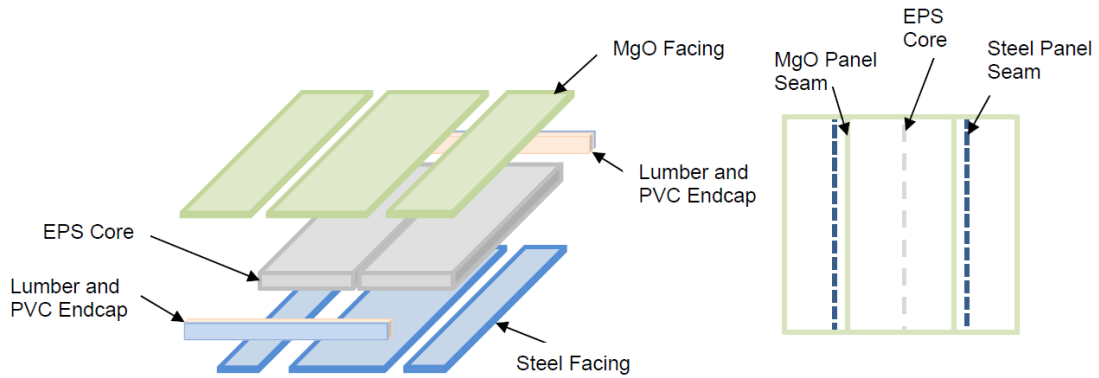 MgO Facing
Lumber and
PVC Endcap
EPS Core
Lumber and
PVC Endcap
Steel Facing
EPS
Core
MgO Panel
Seam
Steel Panel
Seam